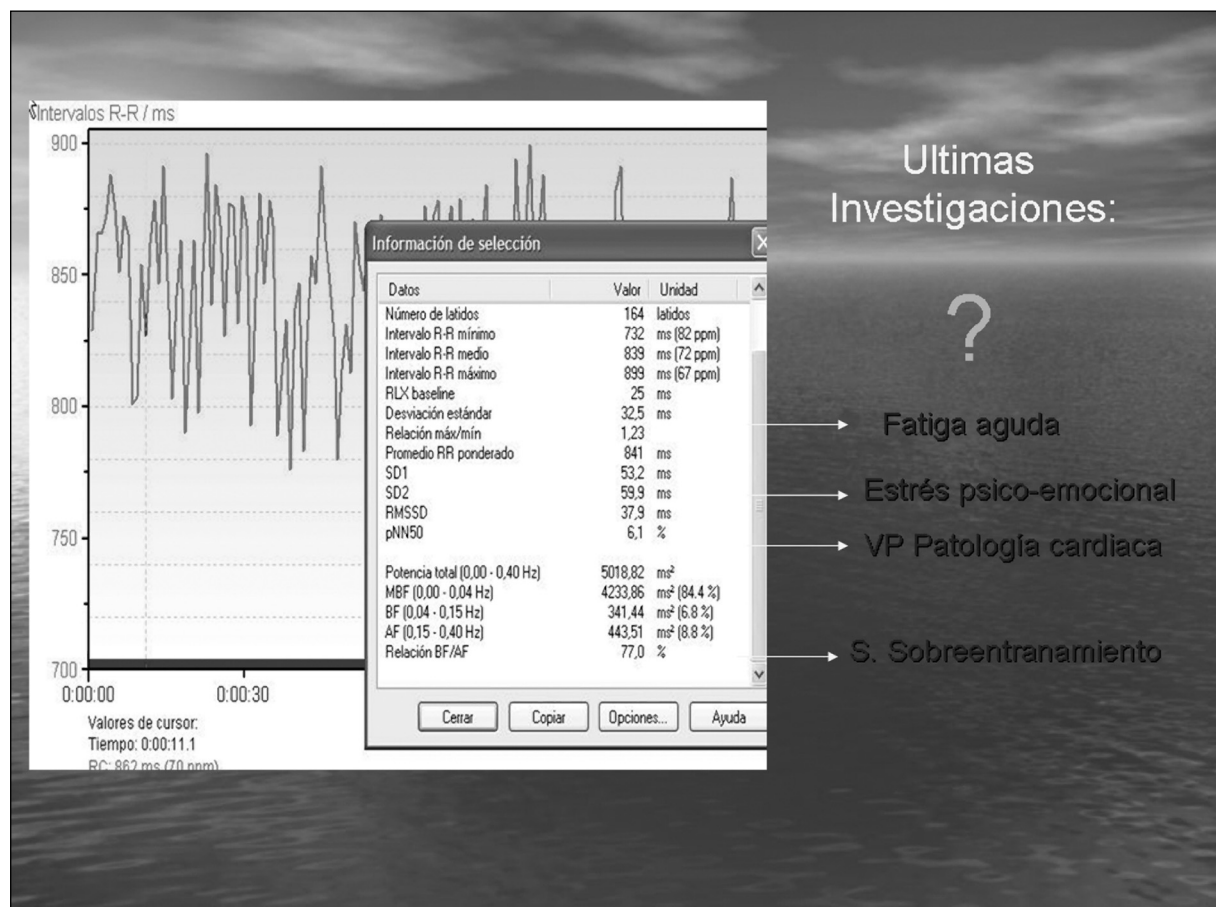 Intervalos R-R / ms
900
850
800
750
700
0:00:00 0:00:30
Valores de cursor:
Tiempo: 0:00:11.1
RC: 862 ms (70 ppm)
Información de selección
Datos Valor Unidad
Número de latidos 164 latidos
Intervalo R-R mínimo 732 ms (82 ppm)
Intervalo R-R medio 839 ms (72 ppm)
Intervalo R-R máximo 899 ms (67 ppm)
RLX baseline 25 ms
Desviación estándar 32,5 ms
Relación máx/mín 1,23
Promedio RR ponderado 841 ms
SD1 53,2 ms
SD2 59,9 ms
RMSSD 37,9 ms
pNN50 6,1 %
Potencia total (0,00 - 0,40 Hz) 5018,82 ms²
MBF (0,00 - 0,04 Hz) 4233,86 ms² (84.4 %)
BF (0,04 - 0,15 Hz) 341,44 ms² (6.8 %)
AF (0,15 - 0,40 Hz) 443,51 ms² (8.8 %)
Relación BF/AF 77,0 %
Cerrar Copiar Opciones... Ayuda
Ultimas
Investigaciones:
?
Fatiga aguda
Estrés psico-emocional
VP Patología cardiaca
S. Sobreentranamiento